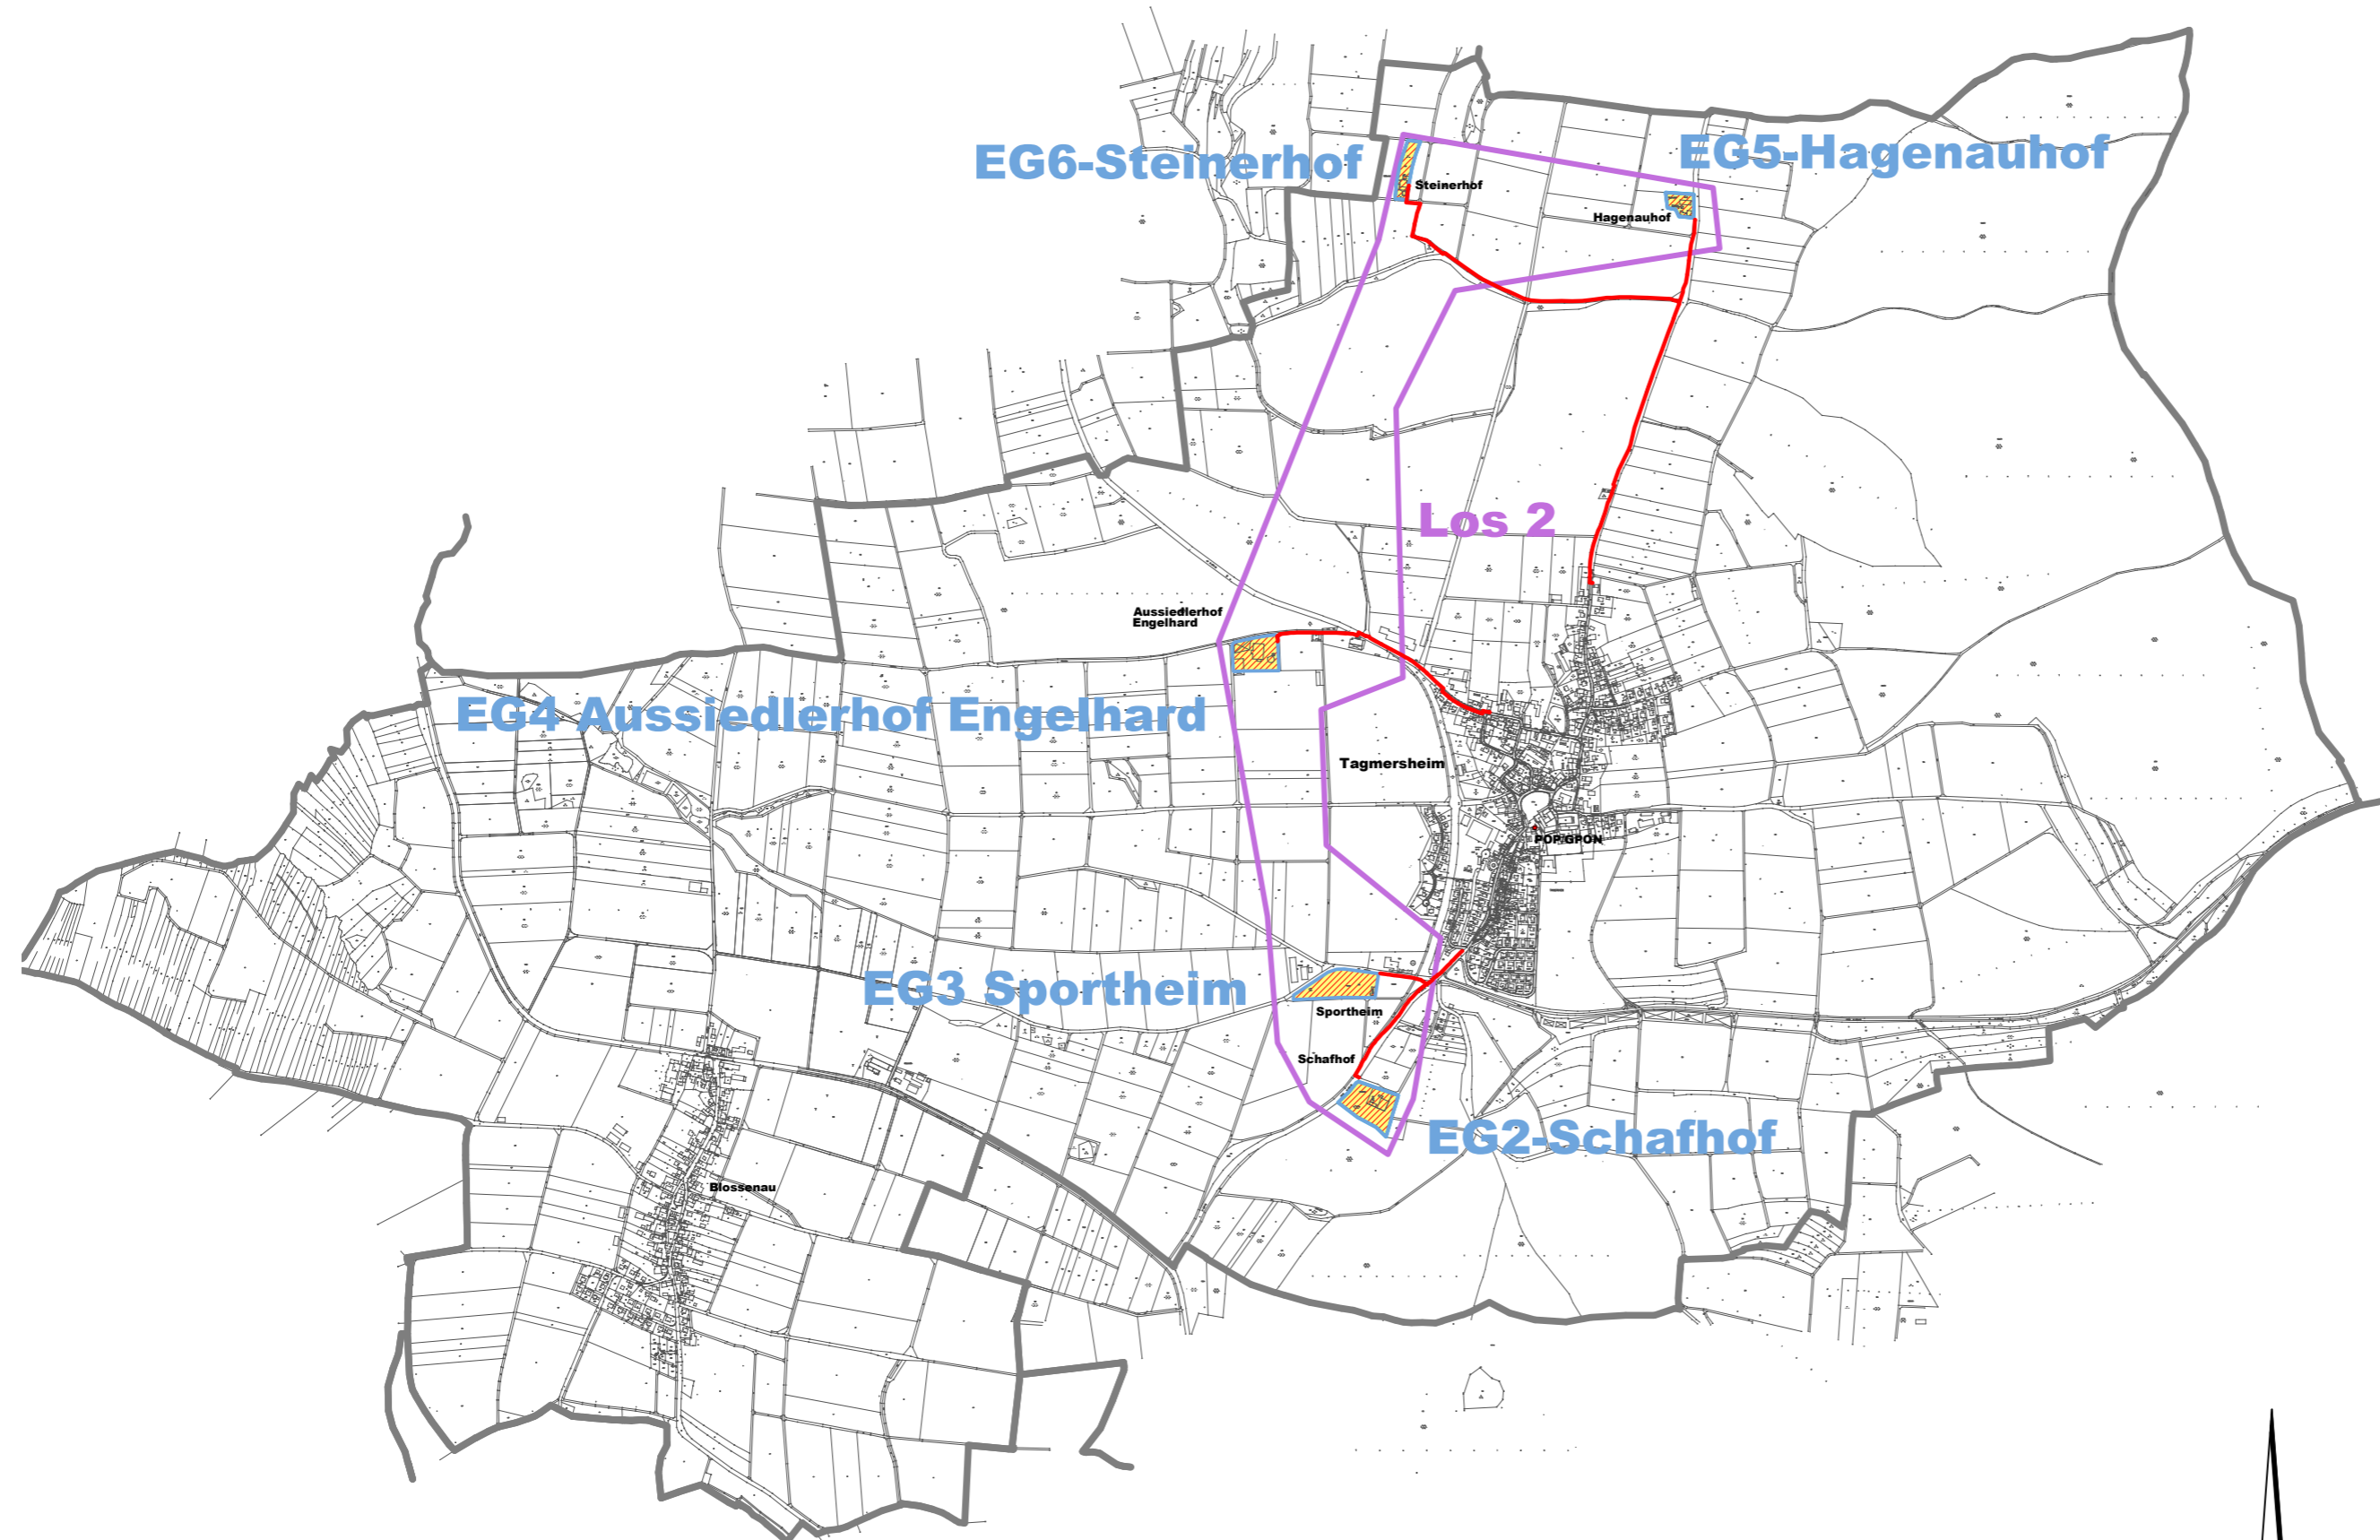 EG6-Steinerhof
EG5-Hagenauhof
Steinerhof
Hagenauhof
Los 2
Aussiedlerhof
Engelhard
EG4 Aussiedlerhof Engelhard
Tagmersheim
POP GPON
EG3 Sportheim
Sportheim
Schafhof
EG2-Schafhof
Blossenau